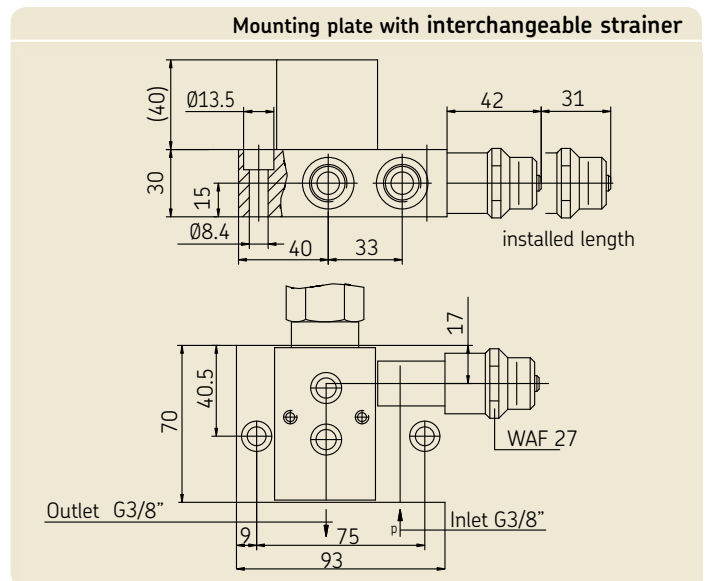 Mounting plate with interchangeable strainer
(40)
Ø13.5
42
31
30
15
Ø8.4
40
33
installed length
17
70
40.5
WAF 27
Outlet G3/8”
p
Inlet G3/8”
9
75
93